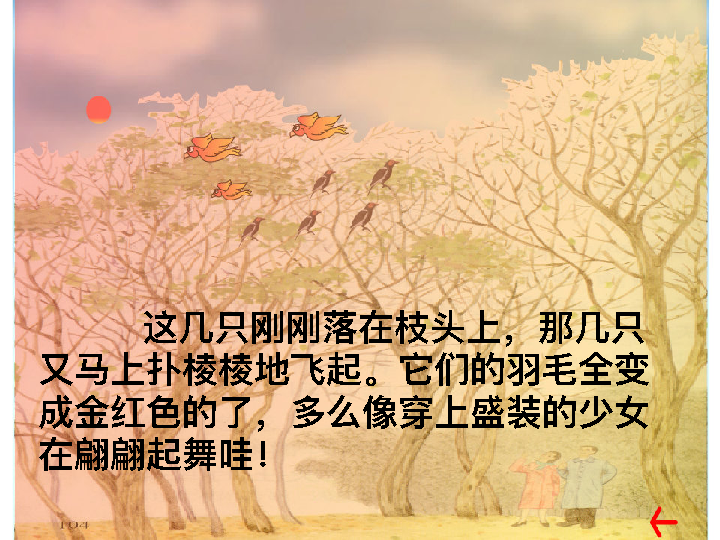 这几只刚刚落在枝头上，那几只
又马上扑棱棱地飞起。它们的羽毛全变
成金红色的了，多么像穿上盛装的少女
在翩翩起舞哇！
104